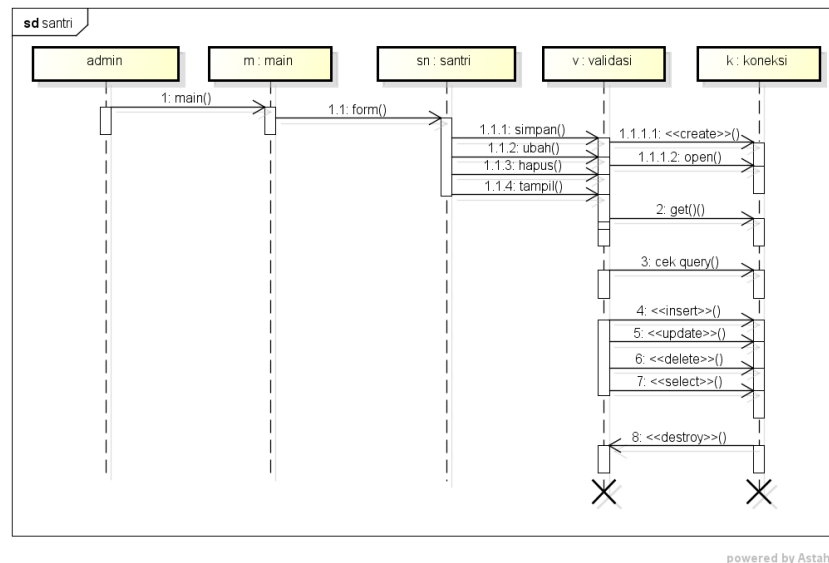 sd santri
admin
m : main
sn : santri
v : validasi
k : koneksi
1: main()
1.1: form()
1.1.1: simpan()
1.1.1.1: <<create>>()
1.1.2: ubah()
1.1.1.2: open()
1.1.3: hapus()
1.1.4: tampil()
2: get()()
3: cek query()
4: <<insert>>()
5: <<update>>()
6: <<delete>>()
7: <<select>>()
8: <<destroy>>()
powered by Astah